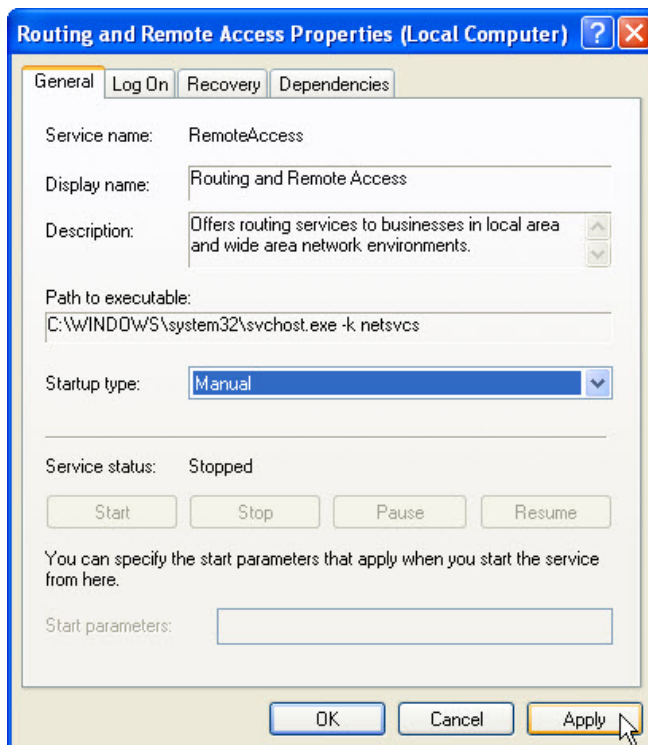 Routing and Remote Access Properties (Local Computer)
General
Log On
Recovery
Dependencies
Service name:
RemoteAccess
Display name:
Routing and Remote Access
Description:
Offers routing services to businesses in local area
and wide area network environments.
Path to executable:
C:\WINDOWS\system32\svchost.exe -k netsvcs
Startup type:
Manual
Service status:
Stopped
Start
Stop
Pause
Resume
You can specify the start parameters that apply when you start the service
from here.
Start parameters:
OK
Cancel
Apply